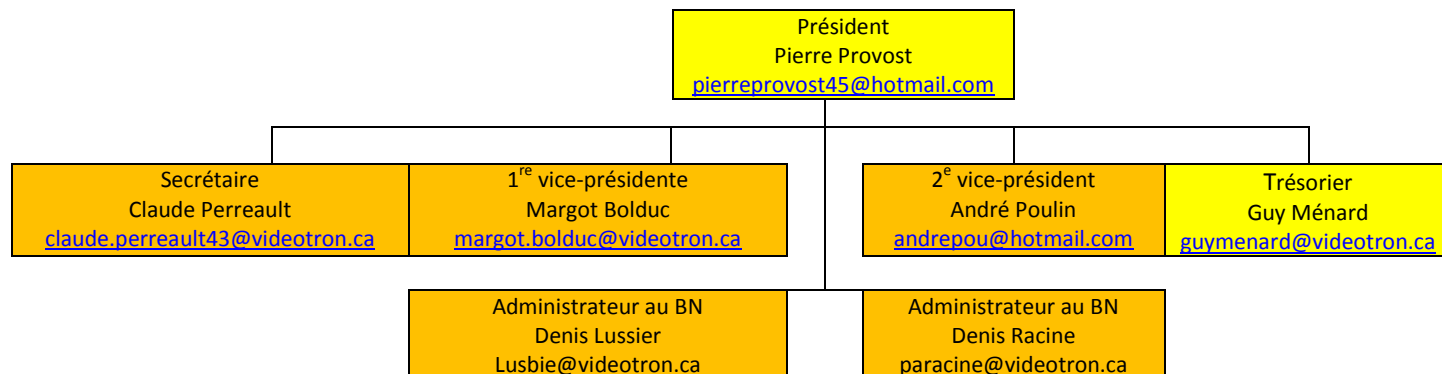 Président
Pierre Provost
pierreprovost45@hotmail.com
Secrétaire
Claude Perreault
claude.perreault43@videotron.ca
1re vice-présidente
Margot Bolduc
margot.bolduc@videotron.ca
2e vice-président
André Poulin
andrepou@hotmail.com
Trésorier
Guy Ménard
guymenard@videotron.ca
Administrateur au BN
Denis Lussier
Lusbie@videotron.ca
Administrateur au BN
Denis Racine
paracine@videotron.ca